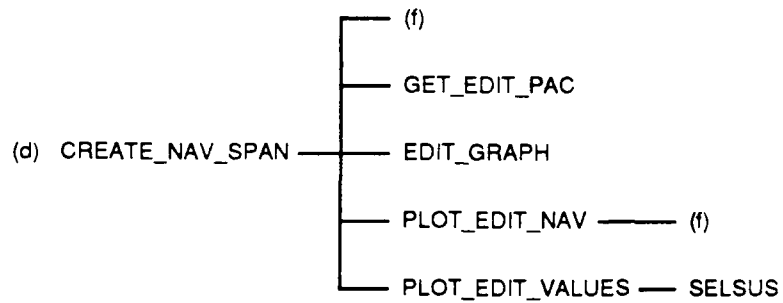 (f)
GET_EDIT_PAC
(d) CREATE_NAV_SPAN EDIT_GRAPH
PLOT_EDIT_NAV (f)
PLOT_EDIT_VALUES SELSUS